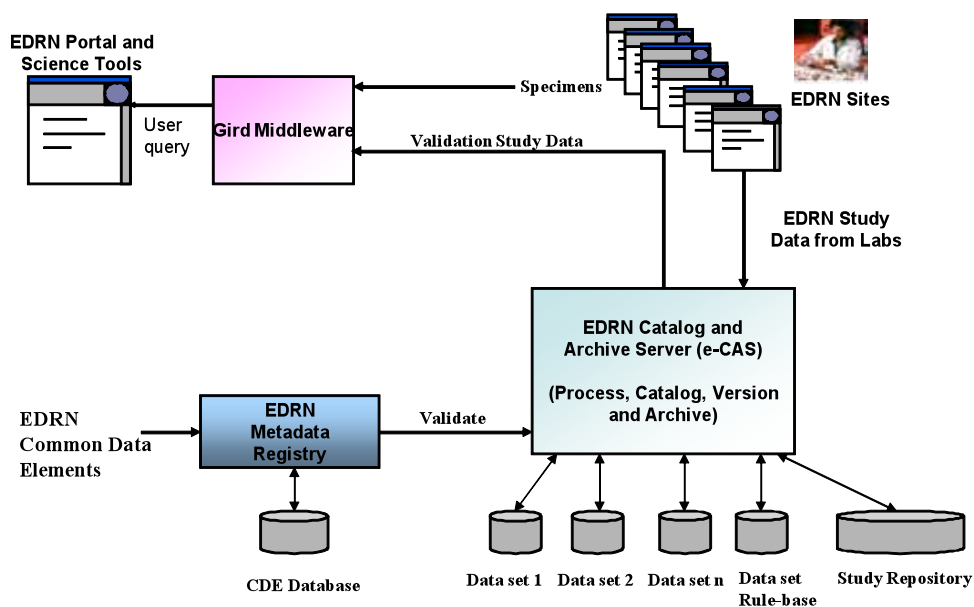 EDRN Portal and
Science Tools
User
query
Gird Middleware
Specimens
Validation Study Data
EDRN Sites
EDRN Study
Data from Labs
EDRN Catalog and
Archive Server (e-CAS)
(Process, Catalog, Version
and Archive)
EDRN
Common Data
Elements
EDRN
Metadata
Registry
Validate
CDE Database
Data set 1
Data set 2
Data set n
Data set
Rule-base
Study Repository